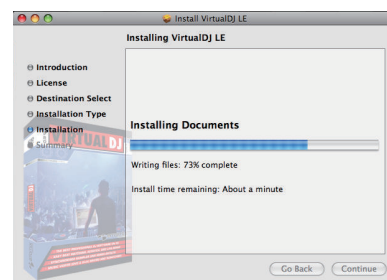 Install VirtualDJ LE
Installing VirtualDJ LE
Introduction
License
Destination Select
Installation Type
Installation
Summary
VIRTUALDJ
Installing Documents
Writing files: 73% complete
Install time remaining: About a minute
Go Back
Continue